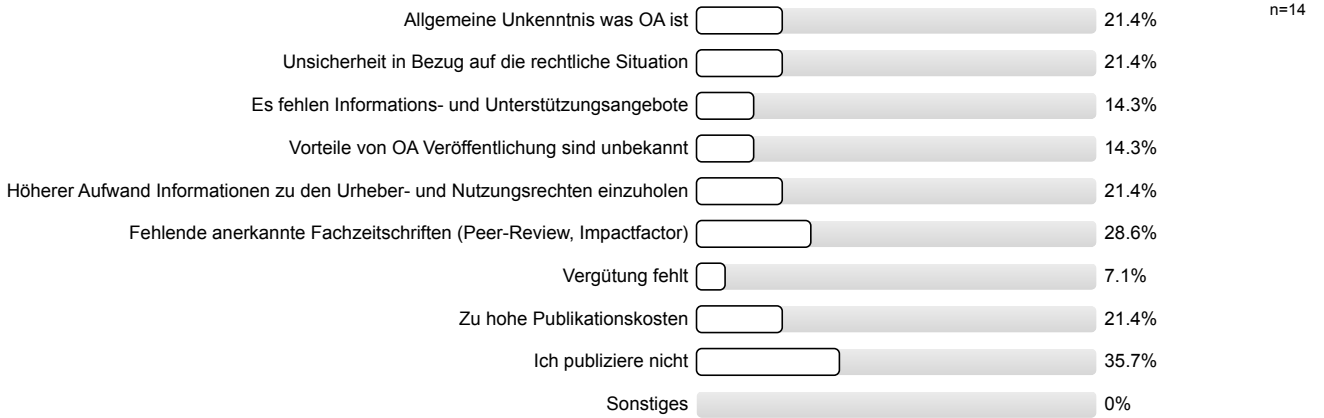 Allgemeine Unkenntnis was OA ist 21.4% n=14
Unsicherheit in Bezug auf die rechtliche Situation 21.4%
Es fehlen Informations- und Unterstützungsangebote 14.3%
Vorteile von OA Veröffentlichung sind unbekannt 14.3%
Höherer Aufwand Informationen zu den Urheber- und Nutzungsrechten einzuholen 21.4%
Fehlende anerkannte Fachzeitschriften (Peer-Review, Impactfactor) 28.6%
Vergütung fehlt 7.1%
Zu hohe Publikationskosten 21.4%
Ich publiziere nicht 35.7%
Sonstiges 0%